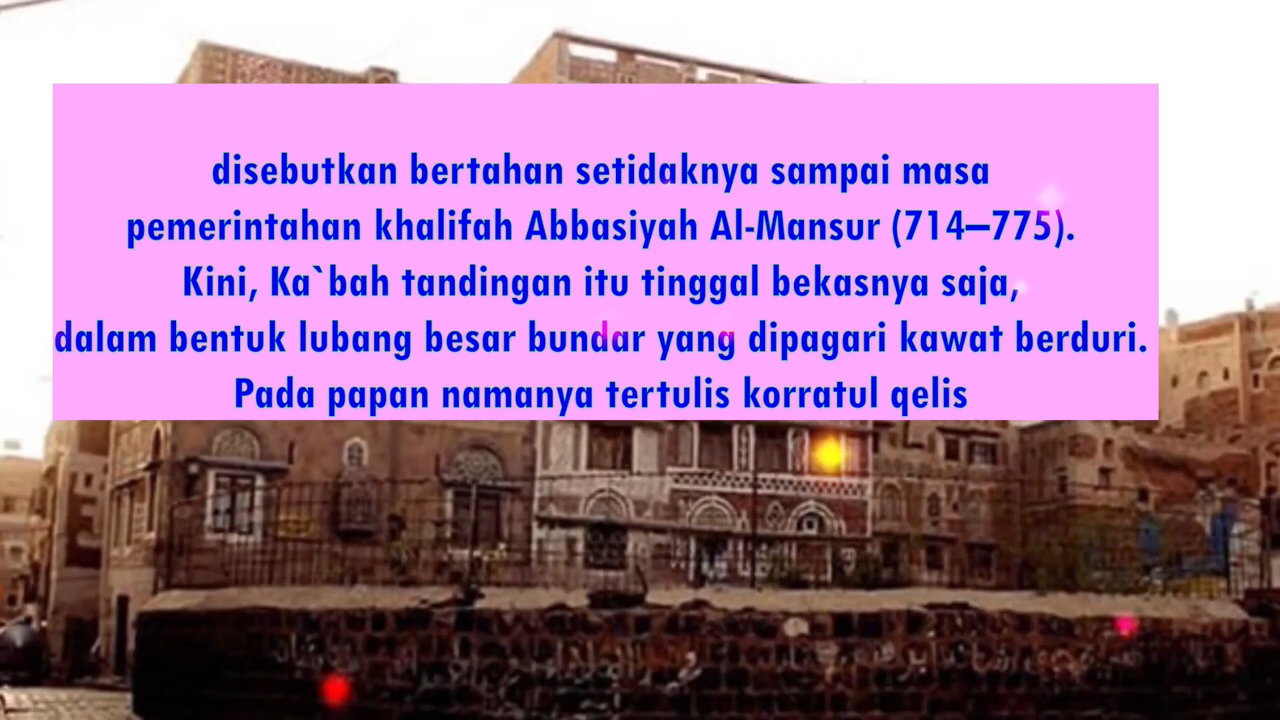 disebutkan bertahan setidaknya sampai masa
pemerintahan khalifah Abbasiyah Al-Mansur (714–775).
Kini, Ka`bah tandingan itu tinggal bekasnya saja,
dalam bentuk lubang besar bundar yang dipagari kawat berduri.
Pada papan namanya tertulis korratul qelis